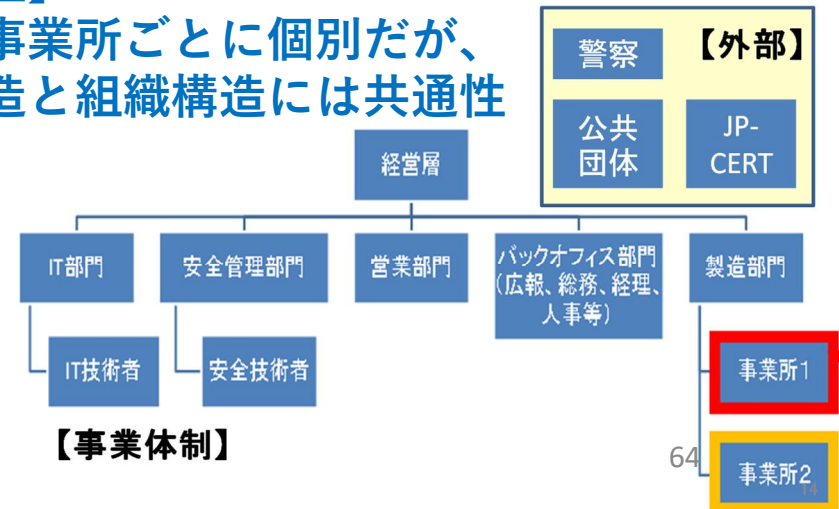 事業所ごとに個別だが、
造と組織構造には共通性
【外部】
警察
公共
団体
JP-
CERT
経営層
IT部門
安全管理部門
営業部門
バックオフィス部門
(広報、総務、経理、
人事等)
製造部門
IT技術者
安全技術者
事業所1
事業所2
【事業体制】
64
14